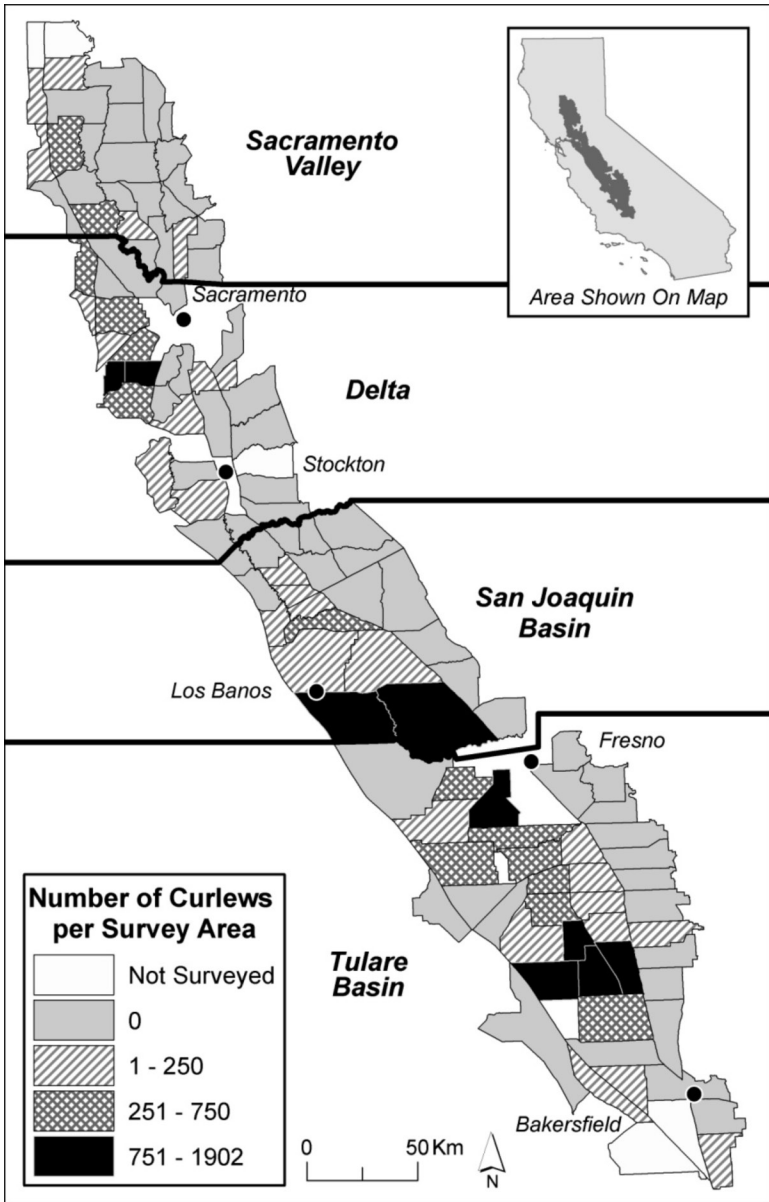 Sacramento
Valley
Area Shown On Map
Sacramento
Delta
Stockton
San Joaquin
Basin
Los Banos
Fresno
Number of Curlews
per Survey Area
Not Surveyed
0
1 - 250
251 - 750
751 - 1902
Tulare
Basin
Bakersfield
0 50 Km
N